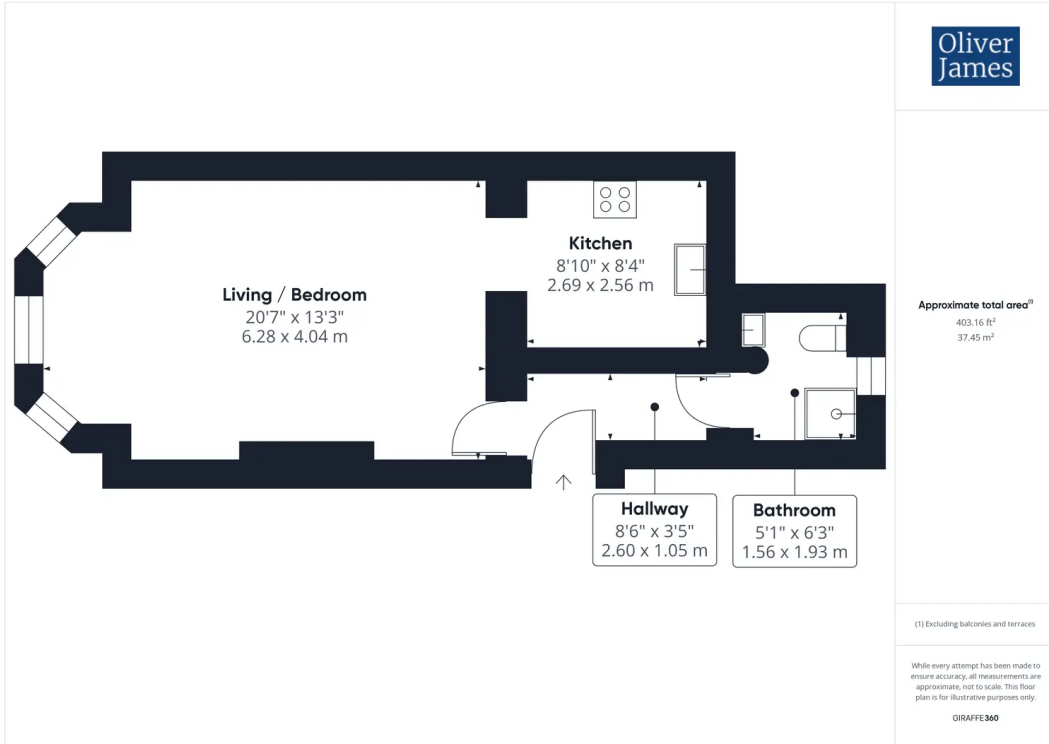 Oliver
James
Living / Bedroom
20'7" x 13'3"
6.28 x 4.04 m
Kitchen
8'10" x 8'4"
2.69 x 2.56 m
Hallway
8'6" x 3'5"
2.60 x 1.05 m
Bathroom
5'1" x 6'3"
1.56 x 1.93 m
Approximate total area⁽¹⁾
403.16 ft²
37.45 m²
(1) Excluding balconies and terraces
While every attempt has been made to
ensure accuracy, all measurements are
approximate, not to scale. This floor
plan is for illustrative purposes only.
GIRAFFE360